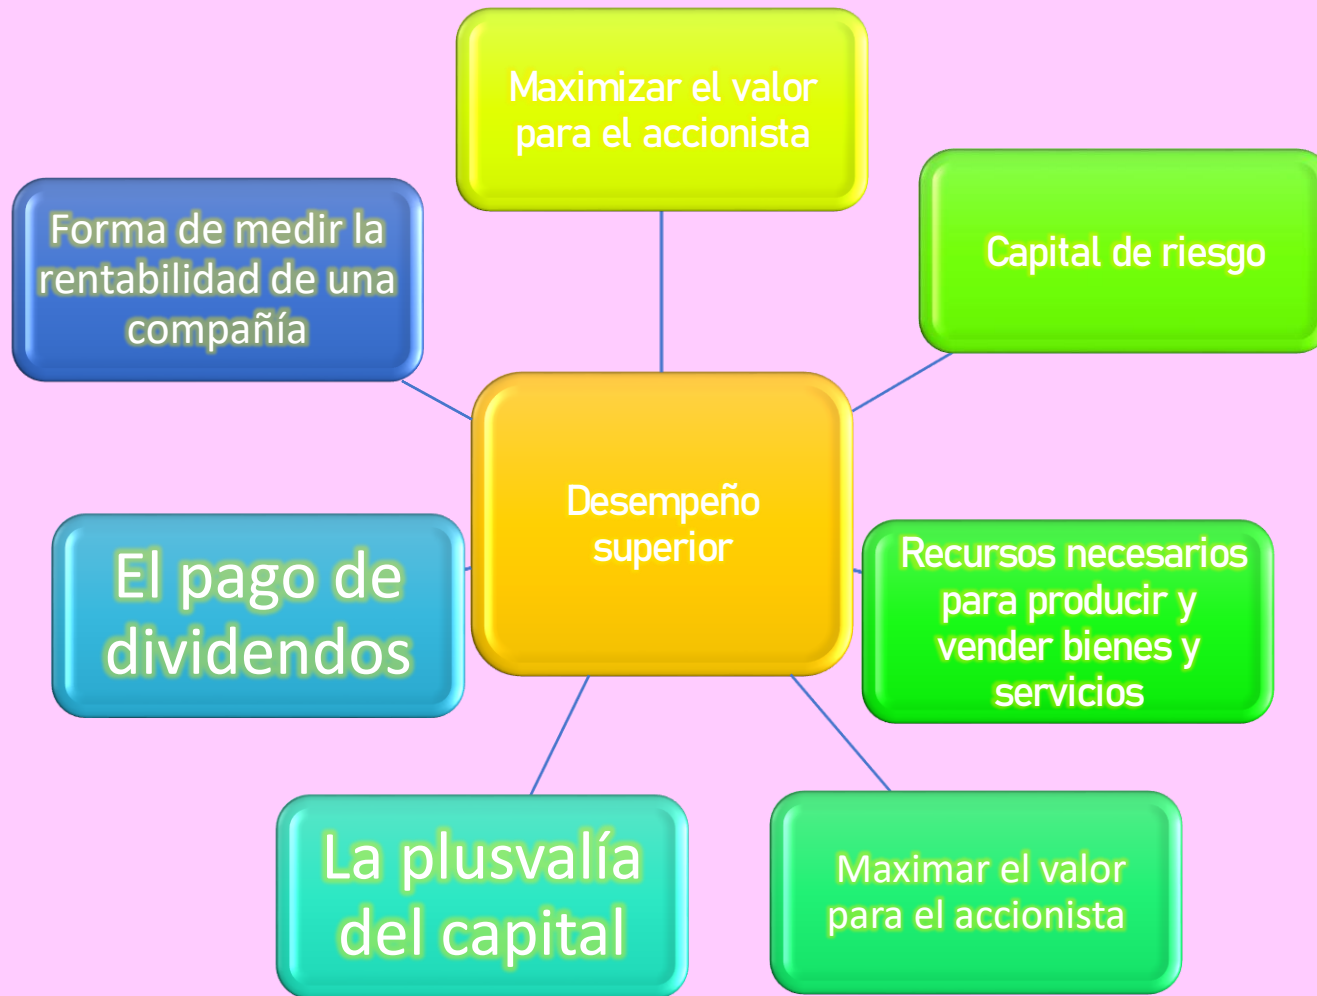 Maximizar el valor
para el accionista
Capital de riesgo
Forma de medir la
rentabilidad de una
compañía
Desempeño
superior
El pago de
dividendos
Recursos necesarios
para producir y
vender bienes y
servicios
La plusvalía
del capital
Maximar el valor
para el accionista